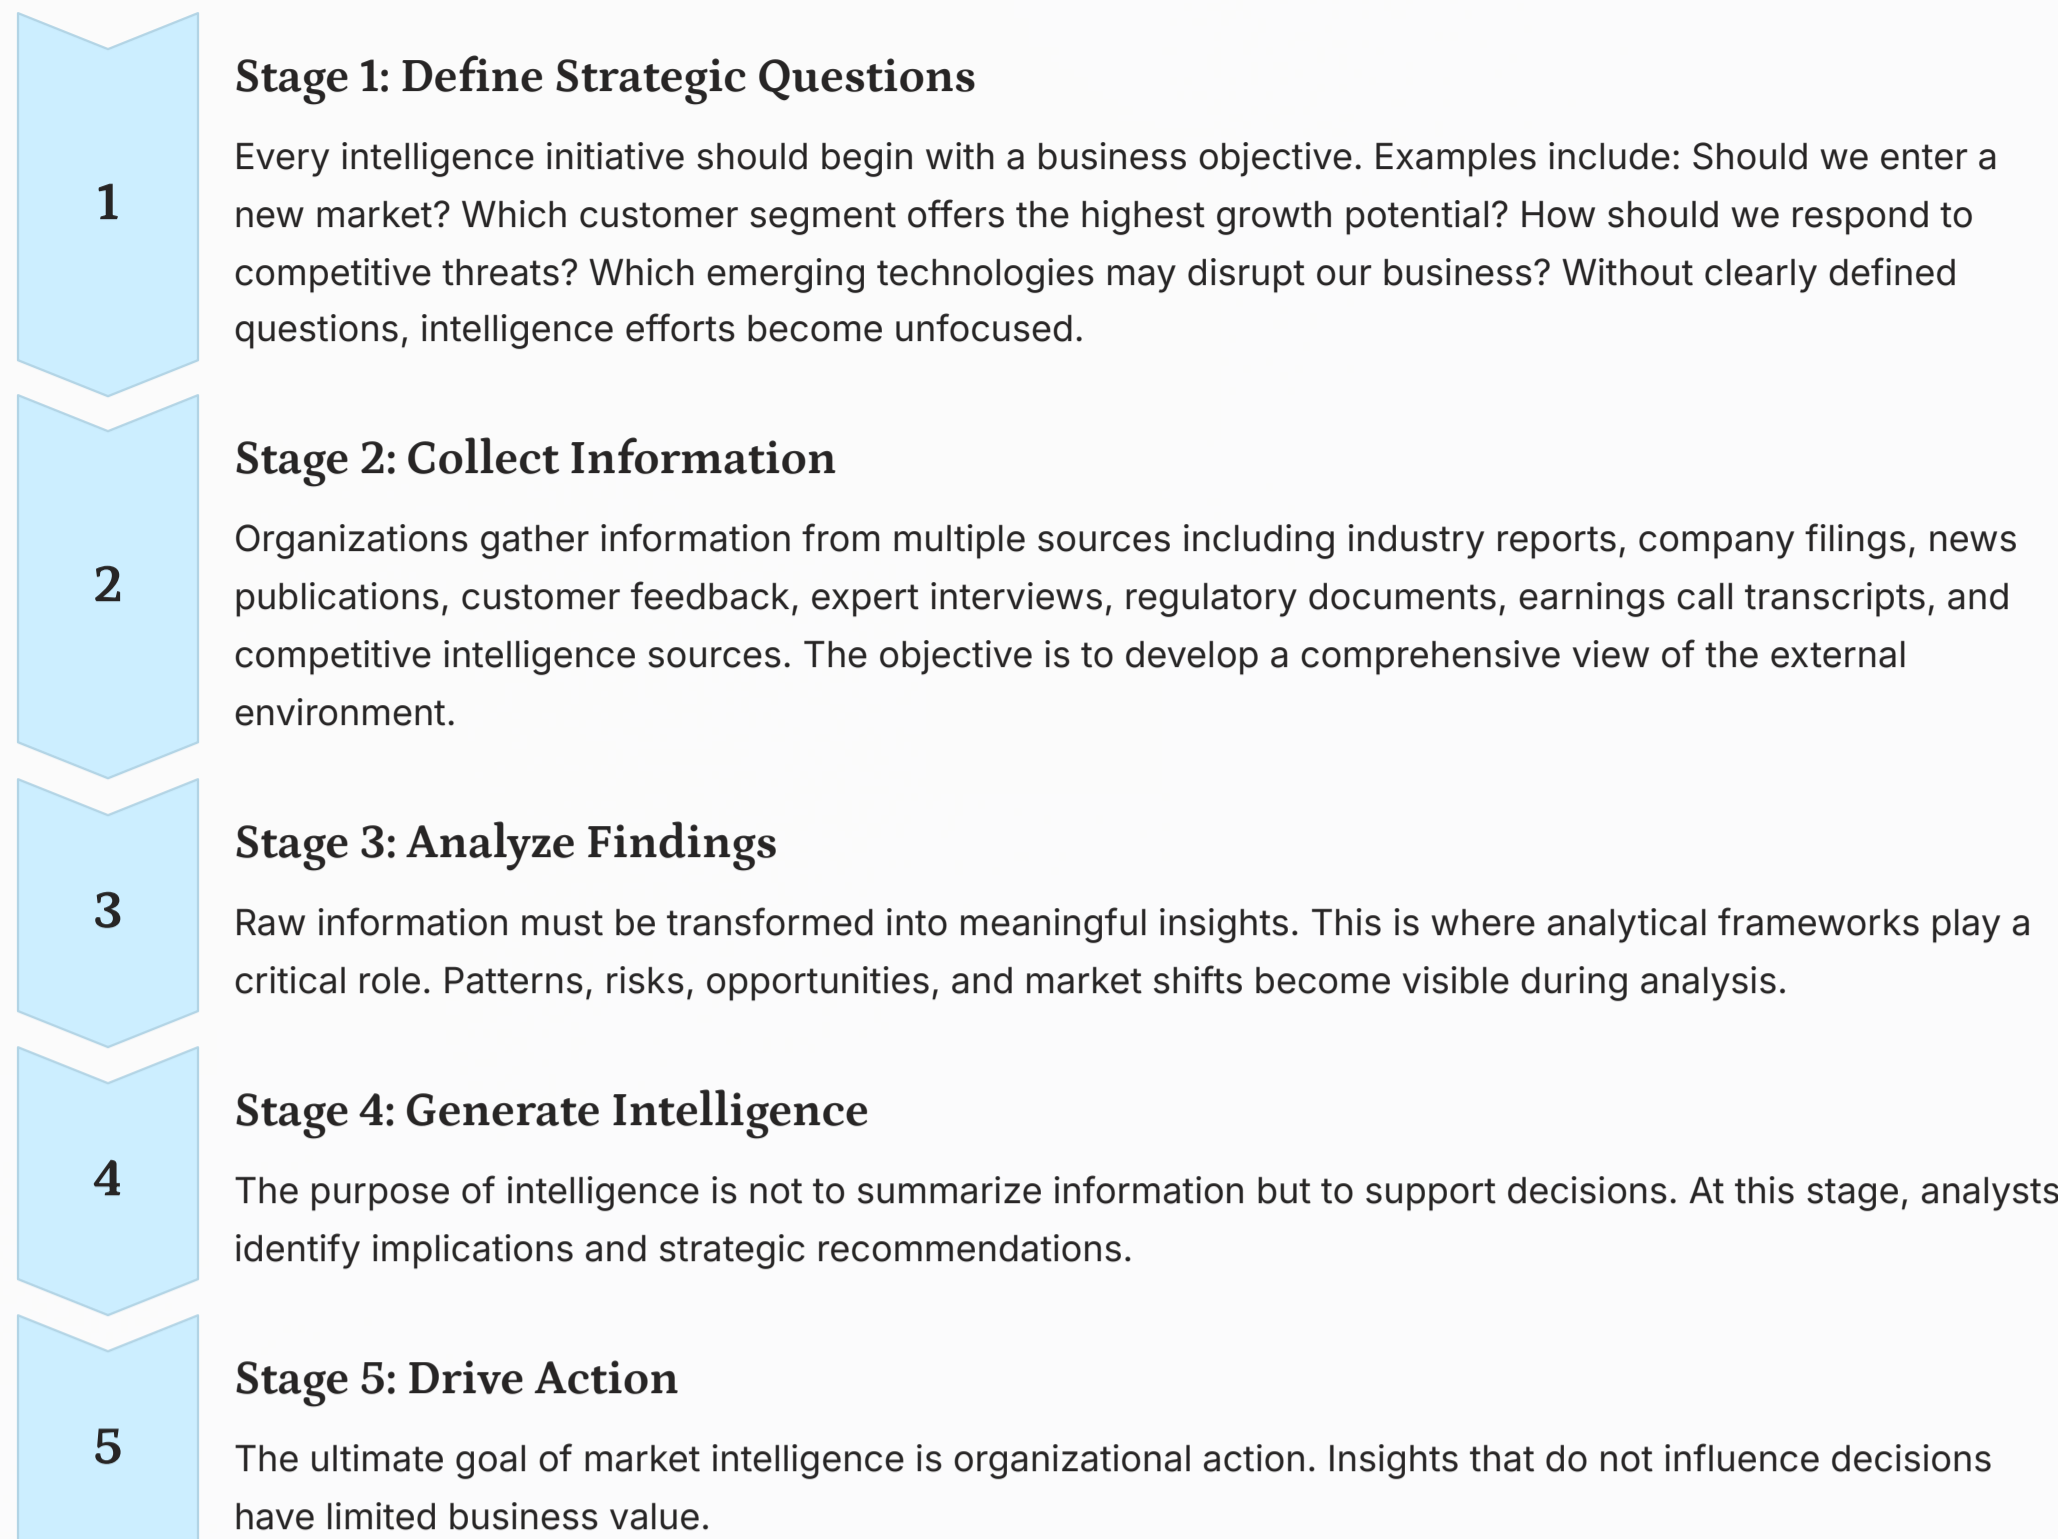 Stage 1: Define Strategic Questions
Every intelligence initiative should begin with a business objective. Examples include: Should we enter a
new market? Which customer segment offers the highest growth potential? How should we respond to
competitive threats? Which emerging technologies may disrupt our business? Without clearly defined
questions, intelligence efforts become unfocused.
1
Stage 2: Collect Information
Organizations gather information from multiple sources including industry reports, company filings, news
publications, customer feedback, expert interviews, regulatory documents, earnings call transcripts, and
competitive intelligence sources. The objective is to develop a comprehensive view of the external
environment.
2
Stage 3: Analyze Findings
Raw information must be transformed into meaningful insights. This is where analytical frameworks play a
critical role. Patterns, risks, opportunities, and market shifts become visible during analysis.
3
Stage 4: Generate Intelligence
The purpose of intelligence is not to summarize information but to support decisions. At this stage, analysts
identify implications and strategic recommendations.
4
Stage 5: Drive Action
The ultimate goal of market intelligence is organizational action. Insights that do not influence decisions
have limited business value.
5